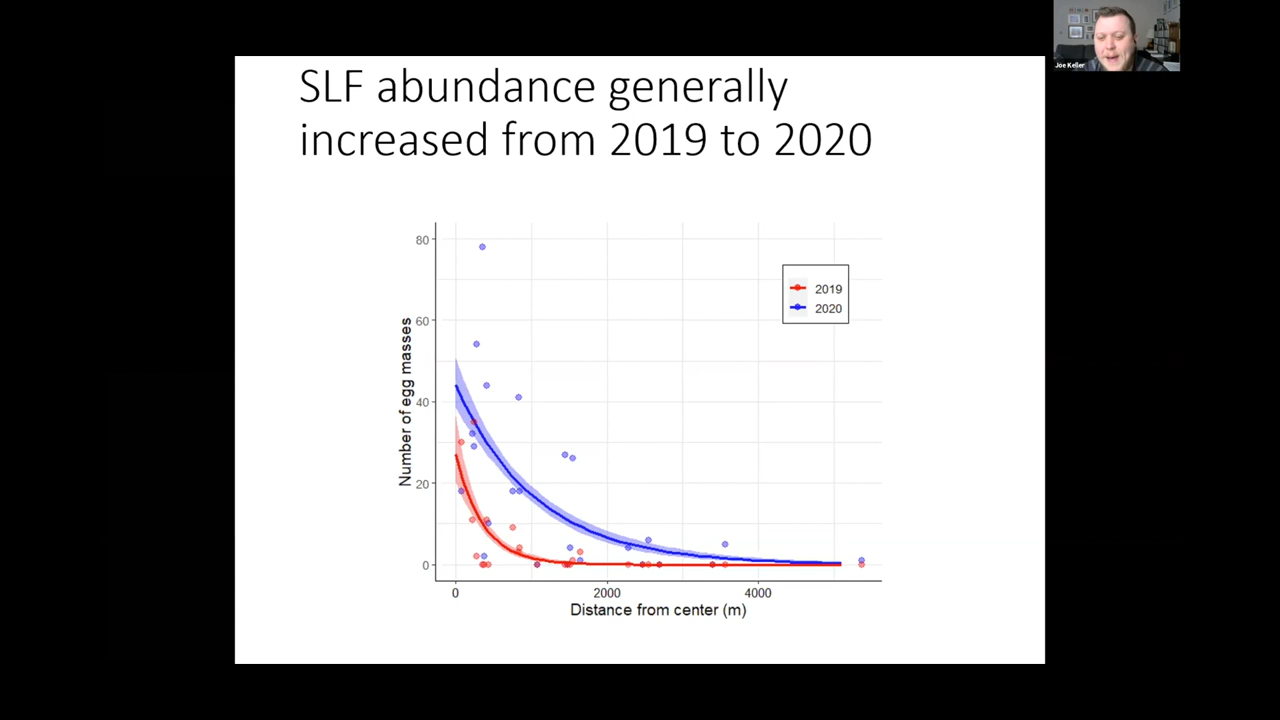 Joe Keller
SLF abundance generally
increased from 2019 to 2020
Number of egg masses
80
60
40
20
0
2019
2020
0 2000 4000
Distance from center (m)